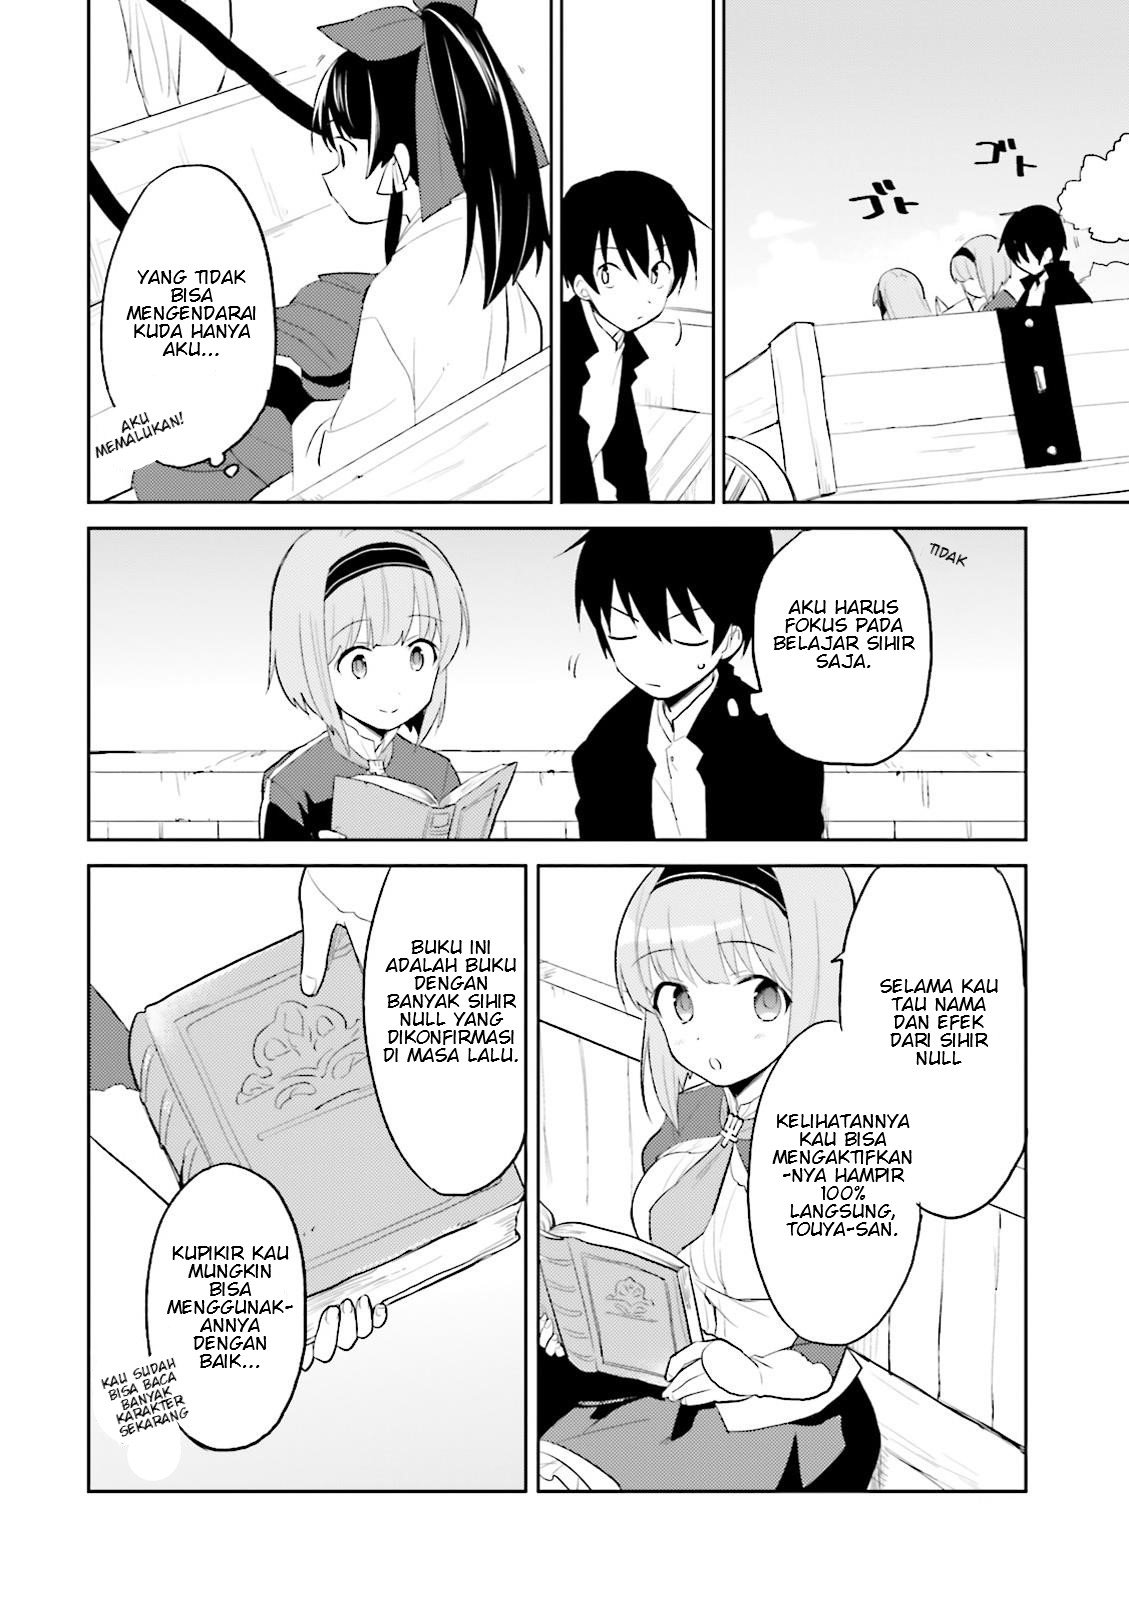 ゴト
ゴト
YANG TIDAK
BISA
MENGENDARAI
KUDA HANYA
AKU...
AKU
MEMALUKAN!
TIDAK
AKU HARUS
FOKUS PADA
BELAJAR SIHIR
SAJA.
SELAMA KAU
TAU NAMA
DAN EFEK
DARI SIHIR
NULL
KELIHATANNYA
KAU BISA
MENGAKTIFKAN
-NYA HAMPIR
100%
LANGSUNG,
TOUYA-SAN.
BUKU INI
ADALAH BUKU
DENGAN
BANYAK SIHIR
NULL YANG
DIKONFIRMASI
DI MASA LALU.
KUPIKIR KAU
MUNGKIN
BISA
MENGGUNAK-
ANNYA
DENGAN
BAIK...
KAU SUDAH
BISA BACA
BANYAK
KARAKTER
SEKARANG